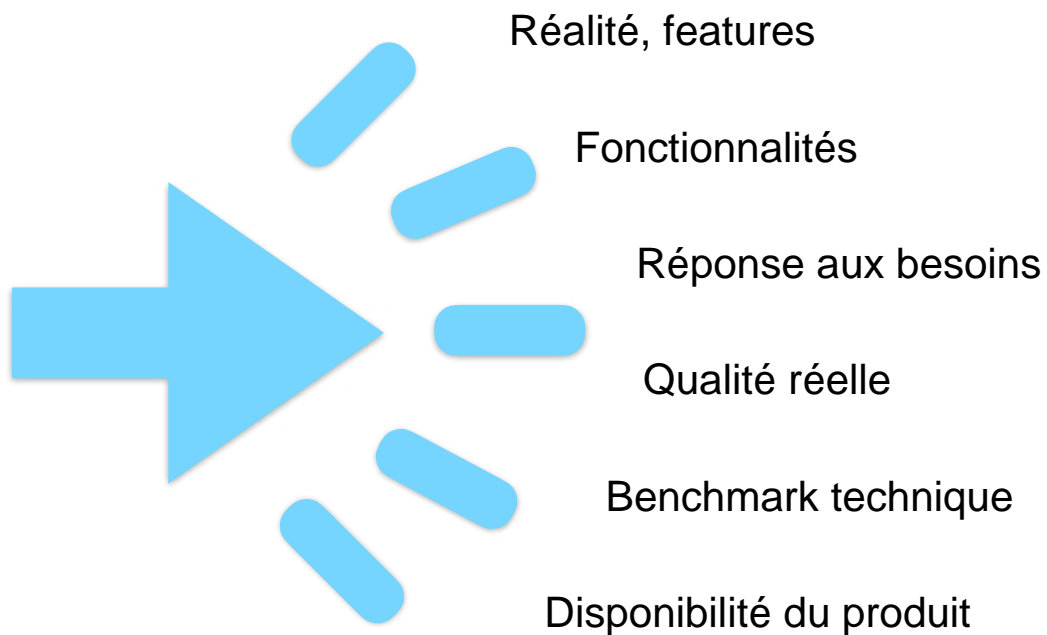 Réalité, features
Fonctionnalités
Réponse aux besoins
Qualité réelle
Benchmark technique
Disponibilité du produit